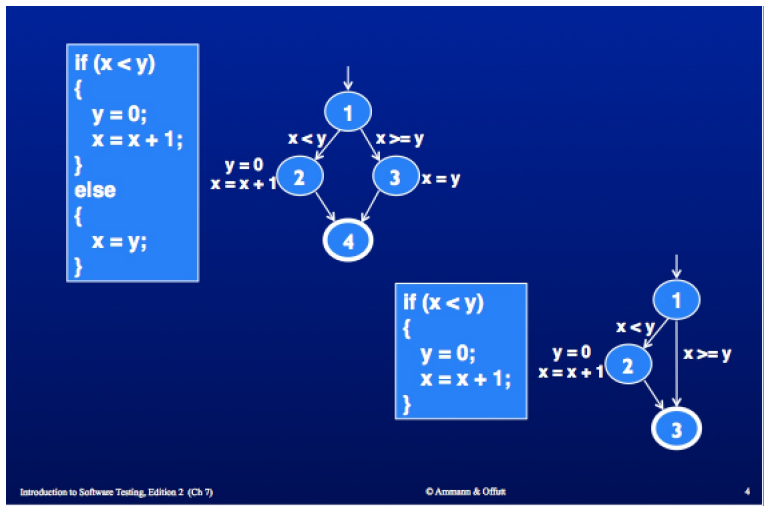 if (x < y)
{
y = 0;
x = x + 1;
}
else
{
x = y;
}
1
x < y
x >= y
y = 0
x = x + 1
2
3
x = y
4
if (x < y)
{
y = 0;
x = x + 1;
}
1
x < y
x >= y
y = 0
x = x + 1
2
3
Introduction to Software Testing, Edition 2 (Ch 7)
© Ammann & Offutt
4